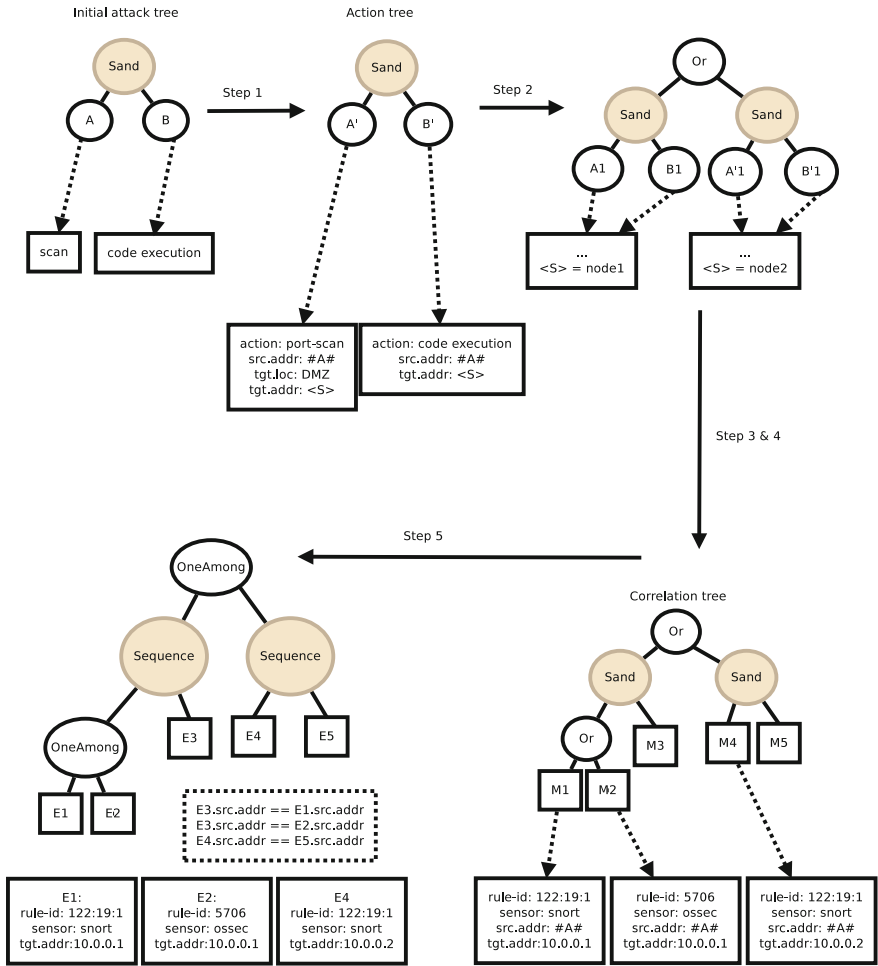 Initial attack tree
Sand
A
B
scan
code execution
Step 1
Action tree
Sand
A'
B'
action: port-scan
src.addr: #A#
tgt.loc: DMZ
tgt.addr: <S>
action: code execution
src.addr: #A#
tgt.addr: <S>
Step 2
Or
Sand
Sand
A1
B1
A'1
B'1
...
<S> = node1
...
<S> = node2
Step 3 & 4
Correlation tree
Or
Sand
Sand
Or
M3
M4
M5
M1
M2
rule-id: 122:19:1
sensor: snort
src.addr: #A#
tgt.addr:10.0.0.1
rule-id: 5706
sensor: ossec
src.addr: #A#
tgt.addr:10.0.0.1
rule-id: 122:19:1
sensor: snort
src.addr: #A#
tgt.addr:10.0.0.2
Step 5
OneAmong
Sequence
Sequence
OneAmong
E3
E4
E5
E1
E2
E3.src.addr == E1.src.addr
E3.src.addr == E2.src.addr
E4.src.addr == E5.src.addr
E1:
rule-id: 122:19:1
sensor: snort
tgt.addr:10.0.0.1
E2:
rule-id: 5706
sensor: ossec
tgt.addr:10.0.0.1
E4
rule-id: 122:19:1
sensor: snort
tgt.addr:10.0.0.2